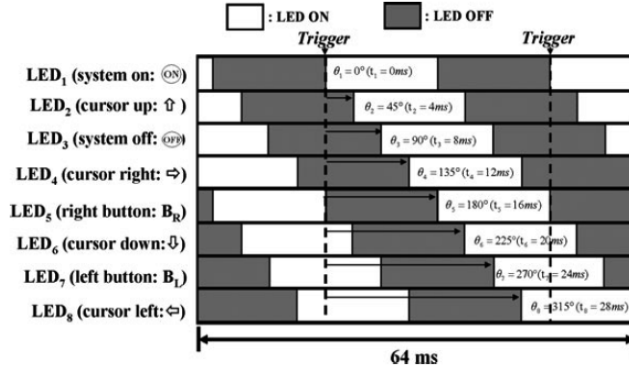 : LED ON : LED OFF
Trigger Trigger
LED₁ (system on: ON) θ₁ = 0° (t₁ = 0ms)
LED₂ (cursor up: ⇧) θ₂ = 45° (t₂ = 4ms)
LED₃ (system off: OFF) θ₃ = 90° (t₃ = 8ms)
LED₄ (cursor right: ⇨) θ₄ = 135° (t₄ = 12ms)
LED₅ (right button: B_R) θ₅ = 180° (t₅ = 16ms)
LED₆ (cursor down: ⇩) θ₆ = 225° (t₆ = 20ms)
LED₇ (left button: B_L) θ₇ = 270° (t₇ = 24ms)
LED₈ (cursor left: ⇦) θ₈ = 315° (t₈ = 28ms)
64 ms